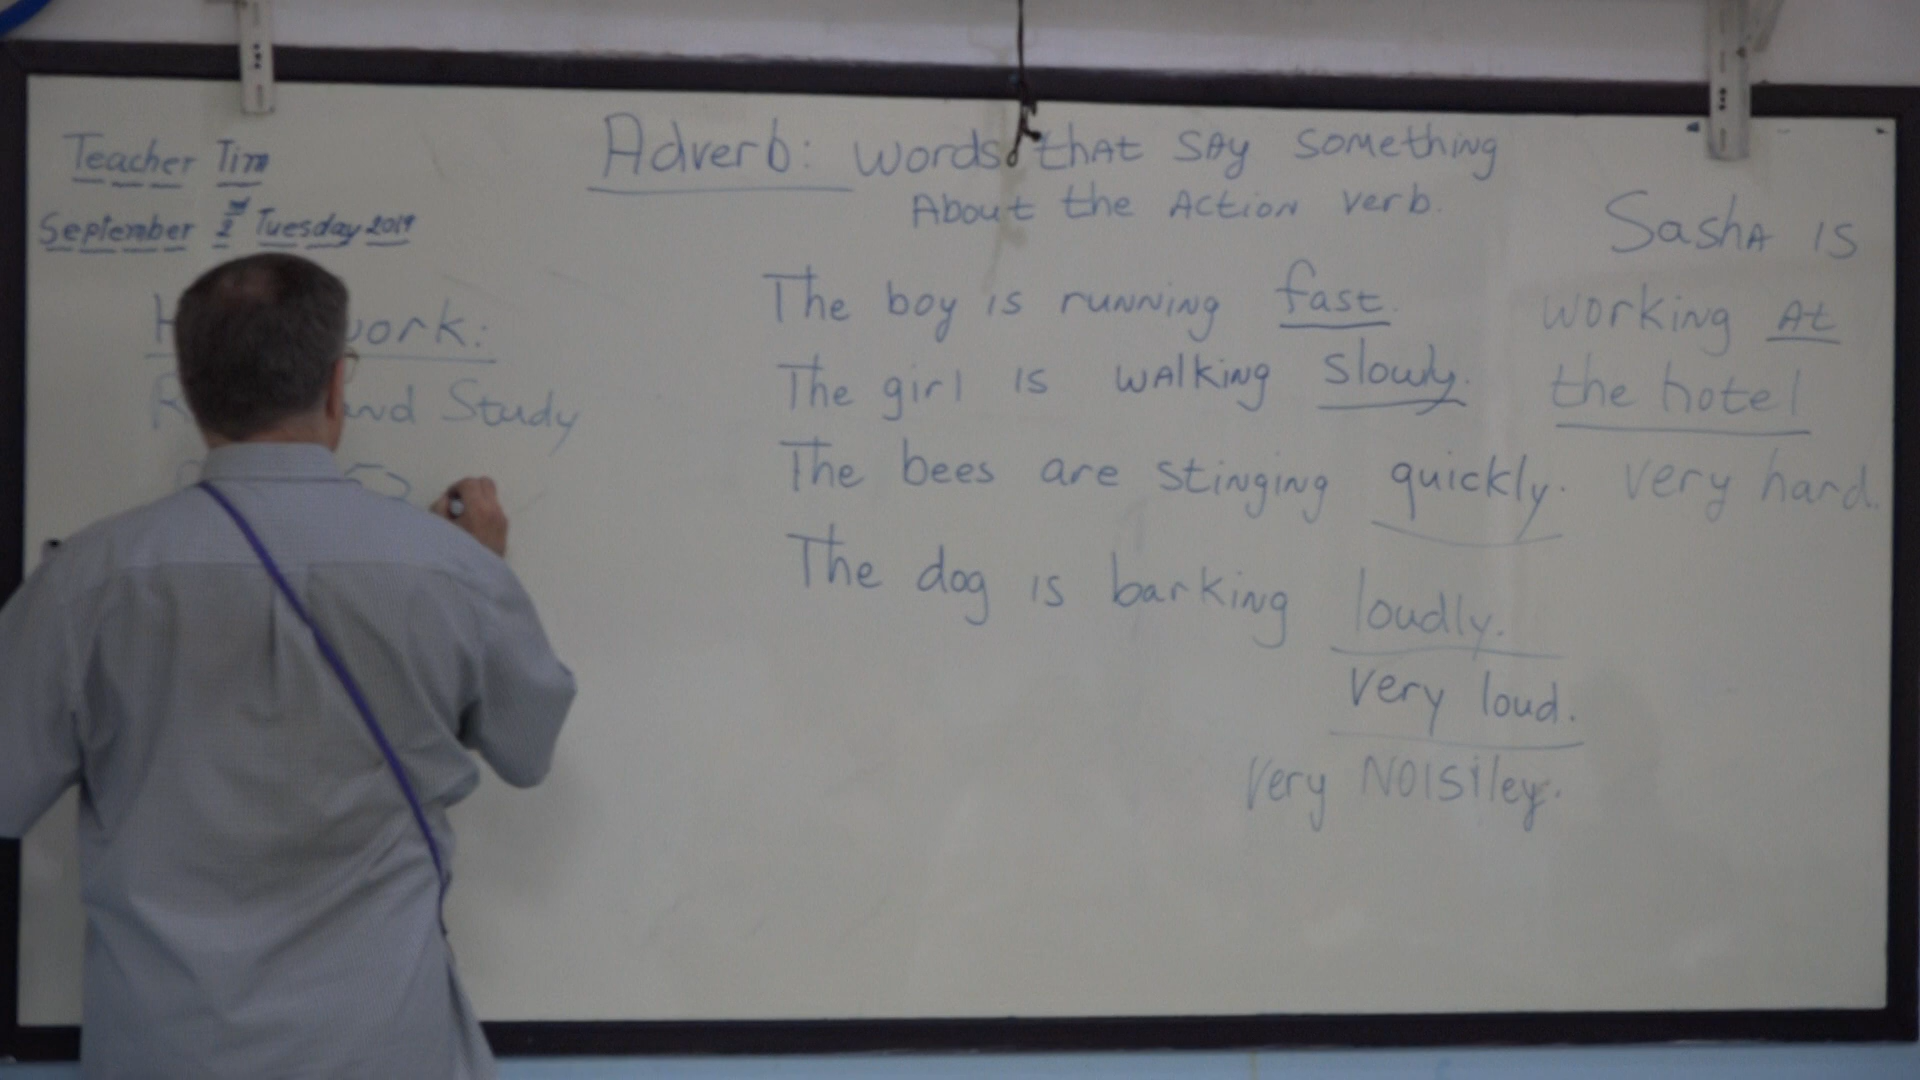 Teacher Tim
September 2nd Tuesday 2019
work:
and Study
Adverb: words that SAy something
About the Action verb.
The boy is running fast.
The girl is walking slowly.
The bees are stinging quickly.
The dog is barking loudly.
very loud.
very NOISiley.
SashA is
working At
the hotel
very hard.